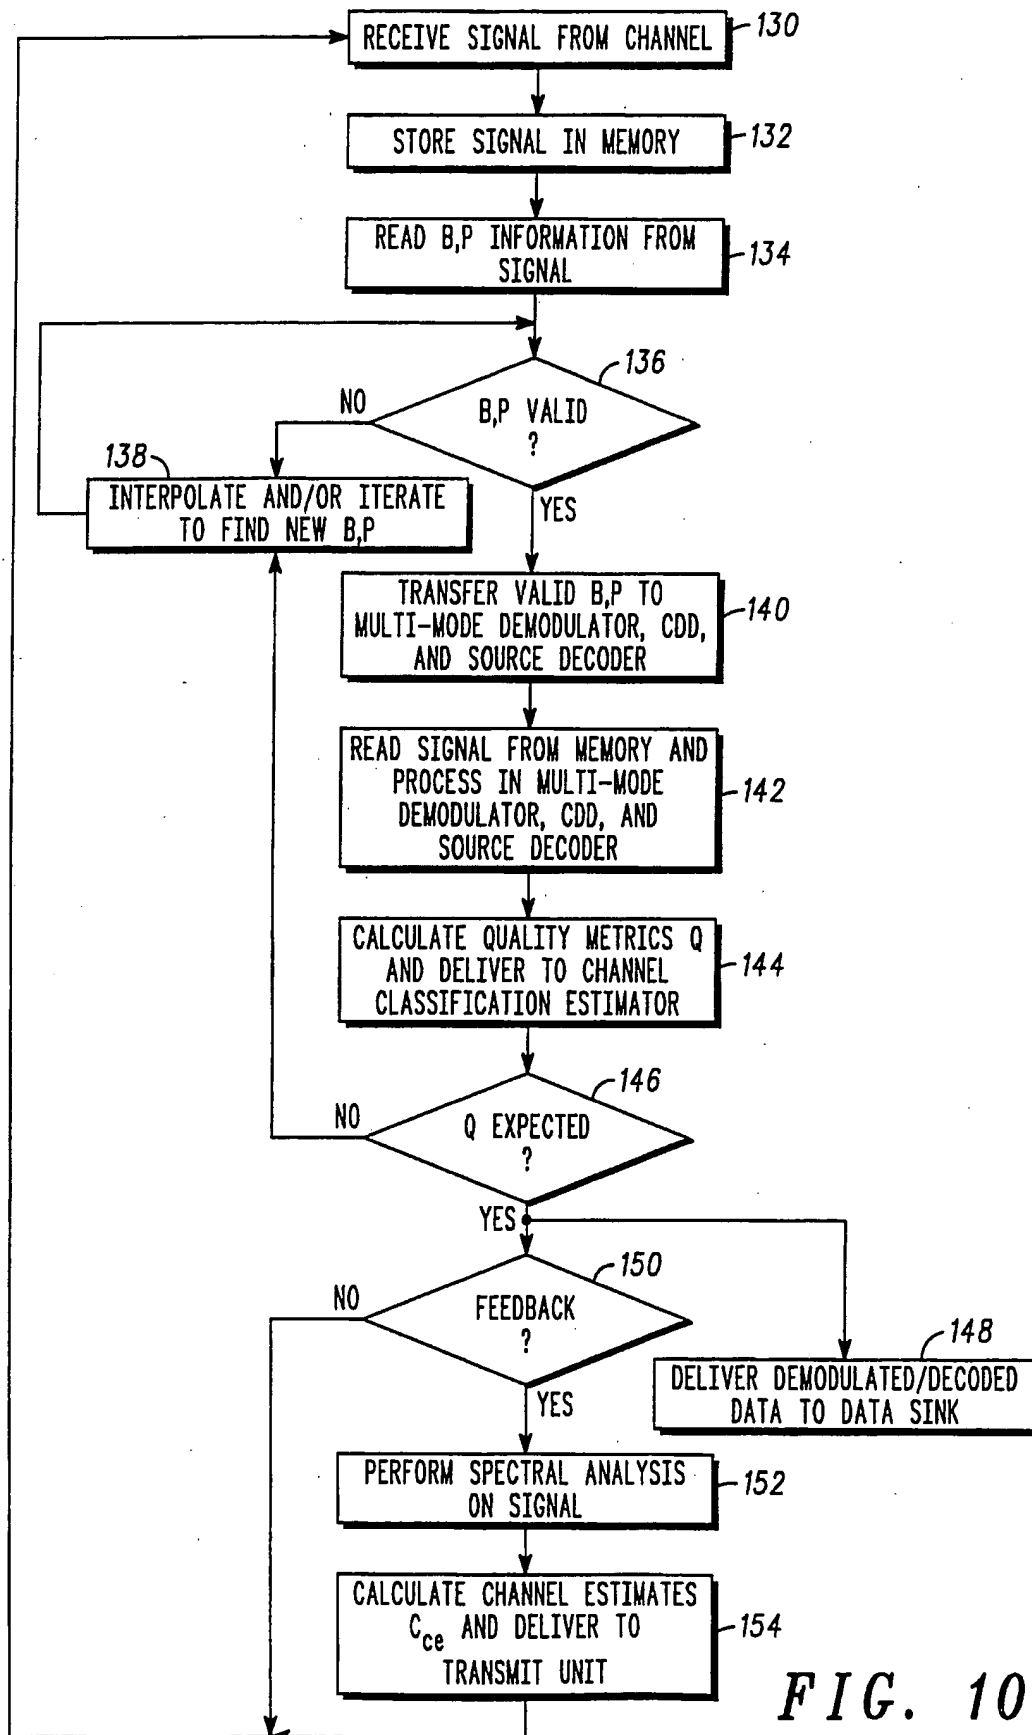 RECEIVE SIGNAL FROM CHANNEL
130
STORE SIGNAL IN MEMORY
132
READ B,P INFORMATION FROM
SIGNAL
134
136
B,P VALID
?
NO
YES
138
INTERPOLATE AND/OR ITERATE
TO FIND NEW B,P
TRANSFER VALID B,P TO
MULTI-MODE DEMODULATOR, CDD,
AND SOURCE DECODER
140
READ SIGNAL FROM MEMORY AND
PROCESS IN MULTI-MODE
DEMODULATOR, CDD, AND
SOURCE DECODER
142
CALCULATE QUALITY METRICS Q
AND DELIVER TO CHANNEL
CLASSIFICATION ESTIMATOR
144
146
Q EXPECTED
?
NO
YES
150
FEEDBACK
?
NO
YES
148
DELIVER DEMODULATED/DECODED
DATA TO DATA SINK
PERFORM SPECTRAL ANALYSIS
ON SIGNAL
152
CALCULATE CHANNEL ESTIMATES
Cce AND DELIVER TO
TRANSMIT UNIT
154
FIG. 10